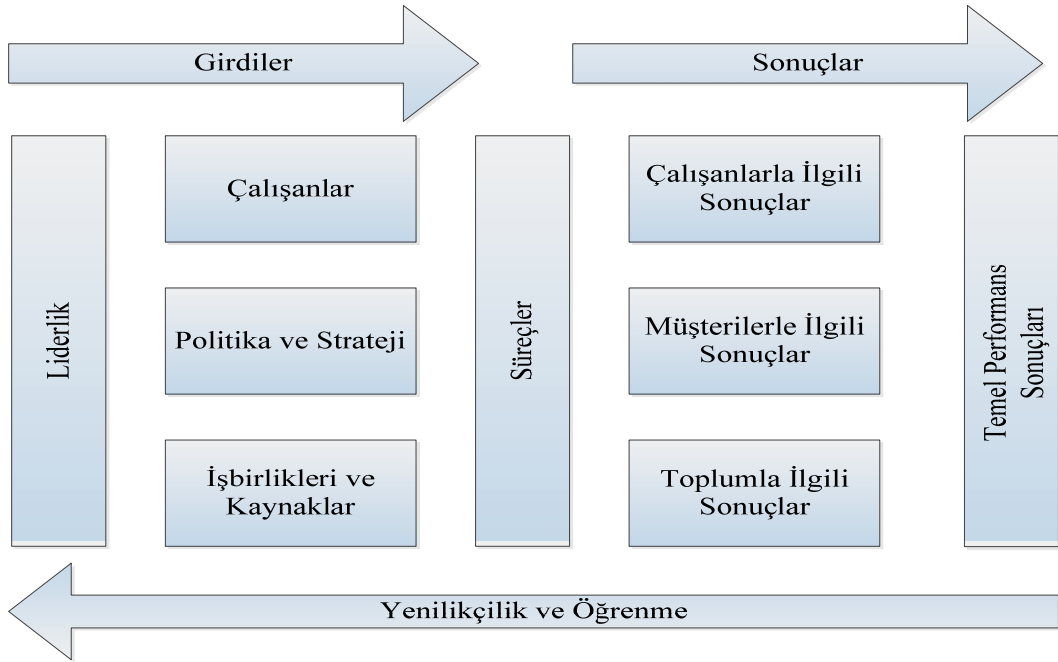 Girdiler
Sonuçlar
Liderlik
Çalışanlar
Politika ve Strateji
İşbirlikleri ve
Kaynaklar
Süreçler
Çalışanlarla İlgili
Sonuçlar
Müşterilerle İlgili
Sonuçlar
Toplumla İlgili
Sonuçlar
Temel Performans
Sonuçları
Yenilikçilik ve Öğrenme